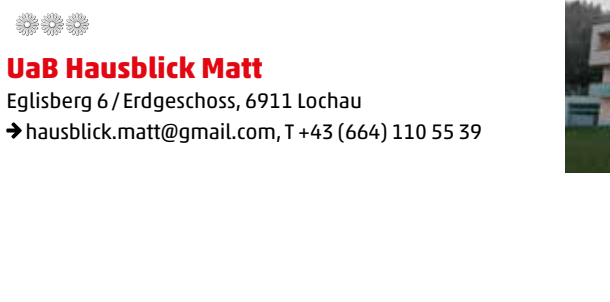 UaB Hausblick Matt
Eglisberg 6 / Erdgeschoss, 6911 Lochau
→ hausblick.matt@gmail.com, T +43 (664) 110 55 39